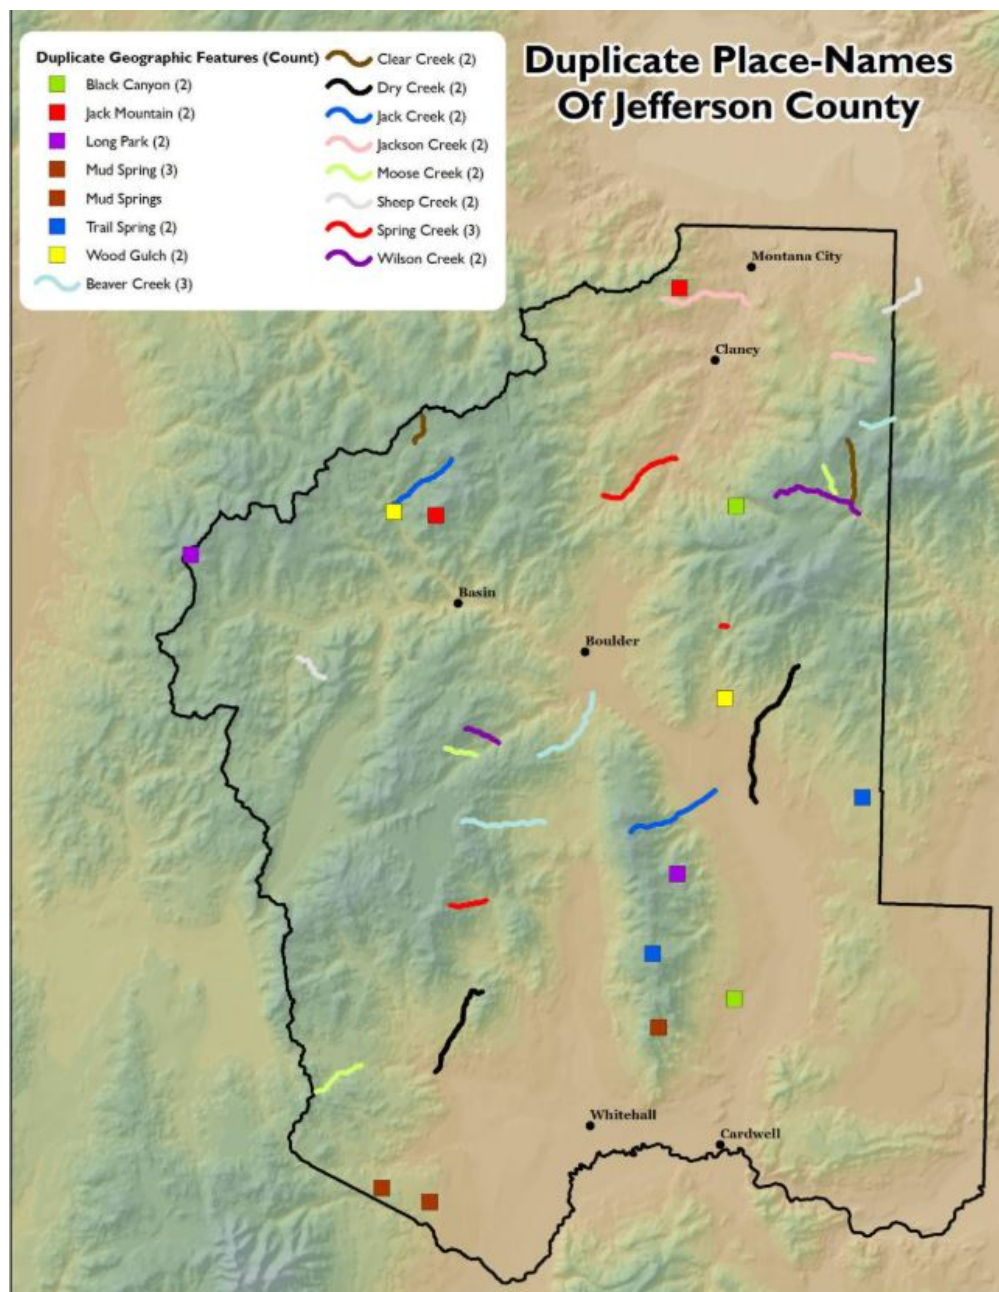 Duplicate Place-Names
Of Jefferson County
Duplicate Geographic Features (Count)
Black Canyon (2)
Jack Mountain (2)
Long Park (2)
Mud Spring (3)
Mud Springs
Trail Spring (2)
Wood Gulch (2)
Beaver Creek (3)
Clear Creek (2)
Dry Creek (2)
Jack Creek (2)
Jackson Creek (2)
Moose Creek (2)
Sheep Creek (2)
Spring Creek (3)
Wilson Creek (2)
Montana City
Clancy
Basin
Boulder
Whitehall
Cardwell